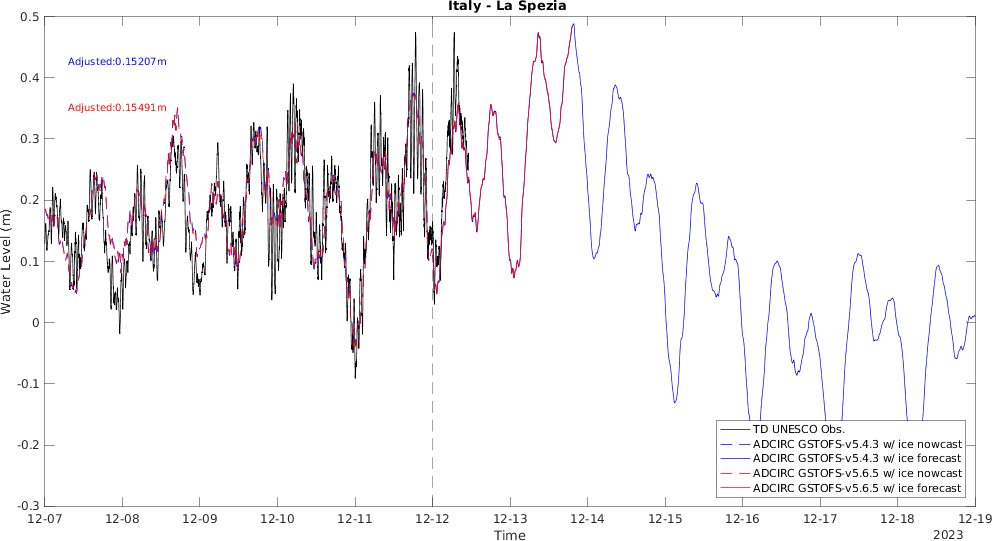 Italy - La Spezia
0.5
0.4
0.3
0.2
0.1
0
-0.1
-0.2
-0.3
Water Level (m)
Adjusted:0.15207m
Adjusted:0.15491m
TD UNESCO Obs.
ADCIRC GSTOFS-v5.4.3 w/ ice nowcast
ADCIRC GSTOFS-v5.4.3 w/ ice forecast
ADCIRC GSTOFS-v5.6.5 w/ ice nowcast
ADCIRC GSTOFS-v5.6.5 w/ ice forecast
12-07 12-08 12-09 12-10 12-11 12-12 12-13 12-14 12-15 12-16 12-17 12-18 12-19
Time
2023